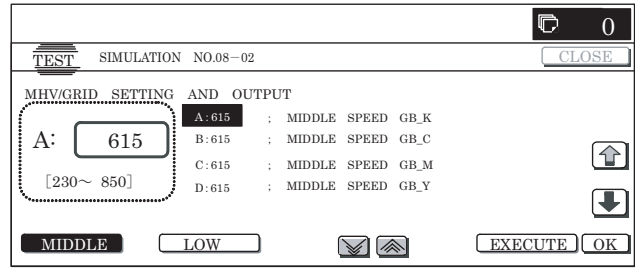 0
TEST SIMULATION NO.08−02 CLOSE
MHV/GRID SETTING AND OUTPUT
A: 615
[230～ 850]
A:615 ; MIDDLE SPEED GB_K
B:615 ; MIDDLE SPEED GB_C
C:615 ; MIDDLE SPEED GB_M
D:615 ; MIDDLE SPEED GB_Y
MIDDLE LOW EXECUTE OK